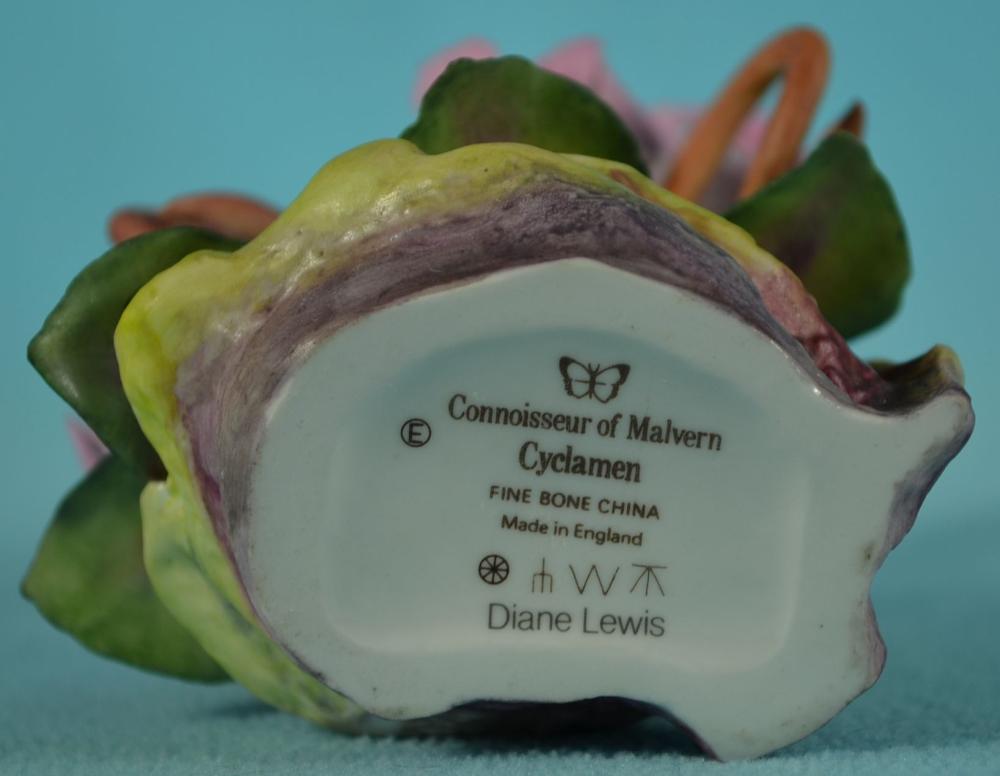 Connoisseur of Malvern
Ⓔ
Cyclamen
FINE BONE CHINA
Made in England
Diane Lewis